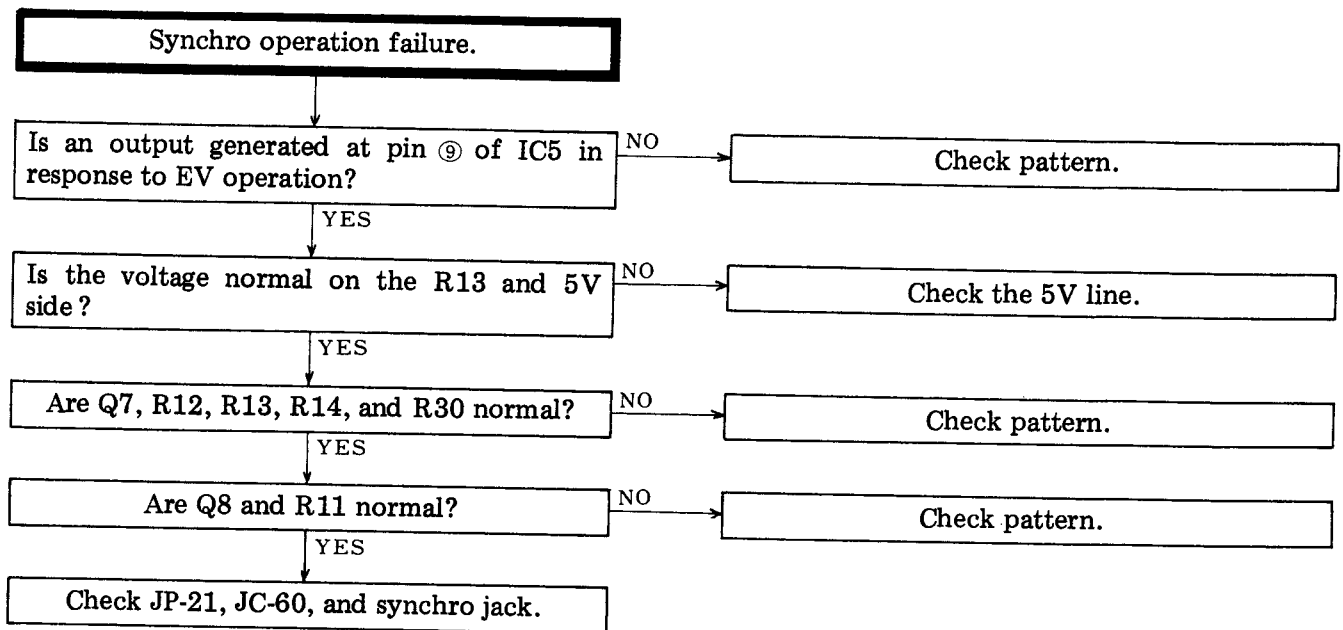 Synchro operation failure.
Is an output generated at pin ⑨ of IC5 in
response to EV operation?
NO
Check pattern.
YES
Is the voltage normal on the R13 and 5V
side?
NO
Check the 5V line.
YES
Are Q7, R12, R13, R14, and R30 normal?
NO
Check pattern.
YES
Are Q8 and R11 normal?
NO
Check pattern.
YES
Check JP-21, JC-60, and synchro jack.